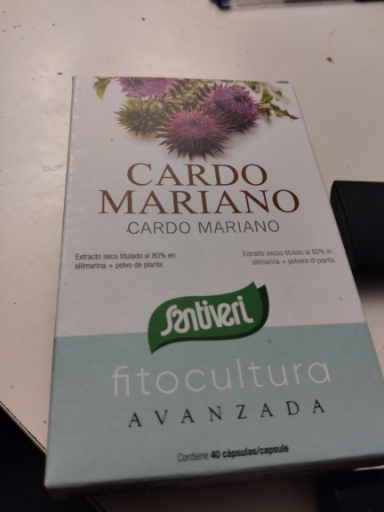 CARDO
MARIANO
CARDO MARIANO
Extracto seco titulado al 80% en
silimarina + polvo de planta
Estratto secco titolato al 80% in
silimarina + polvere di pianta
Santiveri
fitocultura
AVANZADA
Contiene 40 cápsulas/capsule